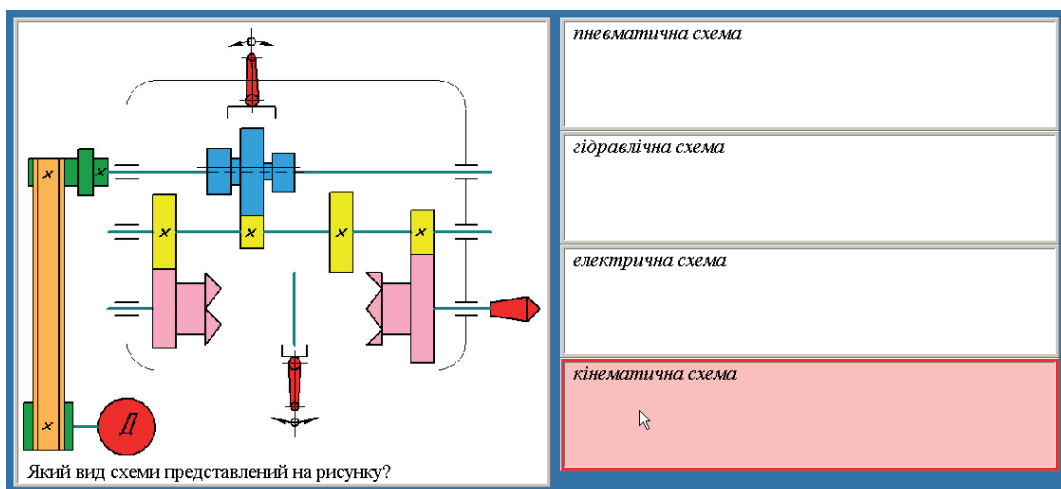 Д
Який вид схеми представлений на рисунку?
пневматична схема
гідравлічна схема
електрична схема
кінематична схема